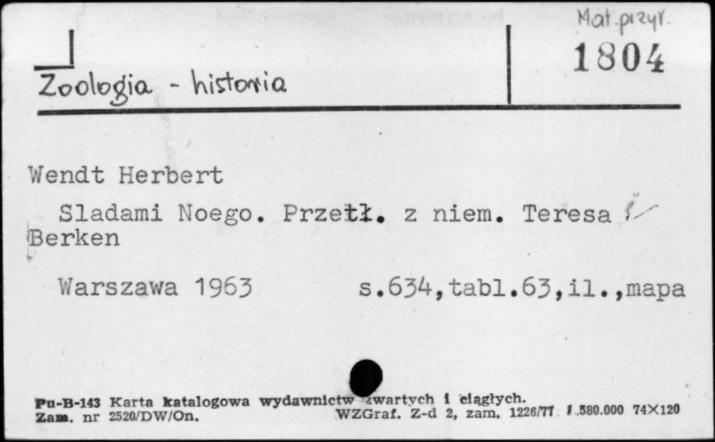 Mat. przyr.
1804
Zoologia - historia
Wendt Herbert
Sladami Noego. Przetł. z niem. Teresa
Berken
Warszawa 1963 s.634,tabl.63,il.,mapa
Pu-B-143 Karta katalogowa wydawnictw zwartych i ciągłych.
Zam. nr 2520/DW/On. WZGraf. Z-d 2, zam. 1226/77 1.580.000 74X120